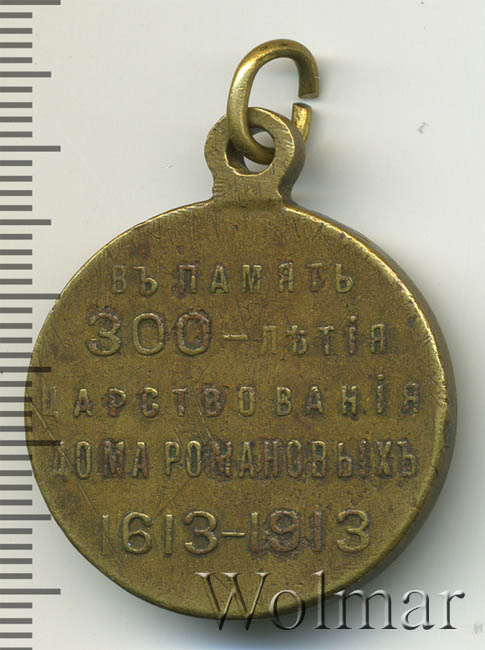 ВЪ ПАМЯТЬ
300-ЛѢТІЯ
ЦАРСТВОВАНІЯ
ДОМА РОМАНОВЫХЪ
1613-1913
Wolmar